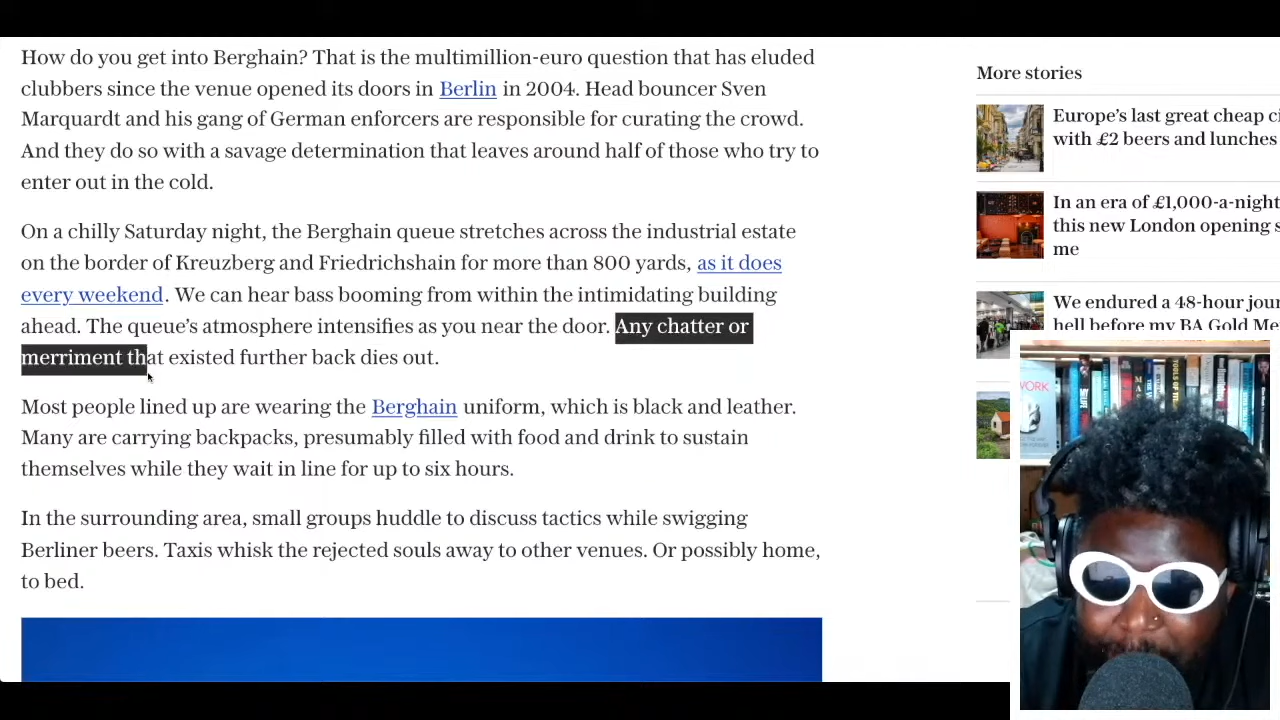 How do you get into Berghain? That is the multimillion-euro question that has eluded
clubbers since the venue opened its doors in Berlin in 2004. Head bouncer Sven
Marquardt and his gang of German enforcers are responsible for curating the crowd.
And they do so with a savage determination that leaves around half of those who try to
enter out in the cold.
On a chilly Saturday night, the Berghain queue stretches across the industrial estate
on the border of Kreuzberg and Friedrichshain for more than 800 yards, as it does
every weekend. We can hear bass booming from within the intimidating building
ahead. The queue's atmosphere intensifies as you near the door. Any chatter or
merriment that existed further back dies out.
Most people lined up are wearing the Berghain uniform, which is black and leather.
Many are carrying backpacks, presumably filled with food and drink to sustain
themselves while they wait in line for up to six hours.
In the surrounding area, small groups huddle to discuss tactics while swigging
Berliner beers. Taxis whisk the rejected souls away to other venues. Or possibly home,
to bed.
More stories
Europe's last great cheap
with £2 beers and lunches
In an era of £1,000-a-night
this new London opening
me
We endured a 48-hour
hell before my BA Gold
WORK